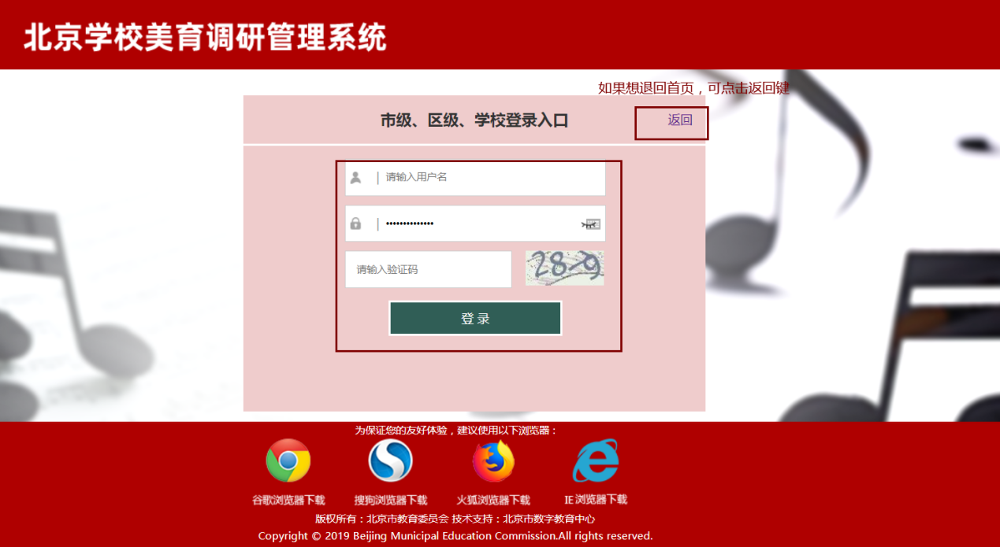 北京学校美育调研管理系统
如果想退回首页，可点击返回键
市级、区级、学校登录入口
返回
请输入用户名
••••••••••••••
请输入验证码
28-9
登 录
为保证您的友好体验，建议使用以下浏览器：
谷歌浏览器下载
搜狗浏览器下载
火狐浏览器下载
IE 浏览器下载
版权所有：北京市教育委员会 技术支持：北京市数字教育中心
Copyright © 2019 Beijing Municipal Education Commission.All rights reserved.